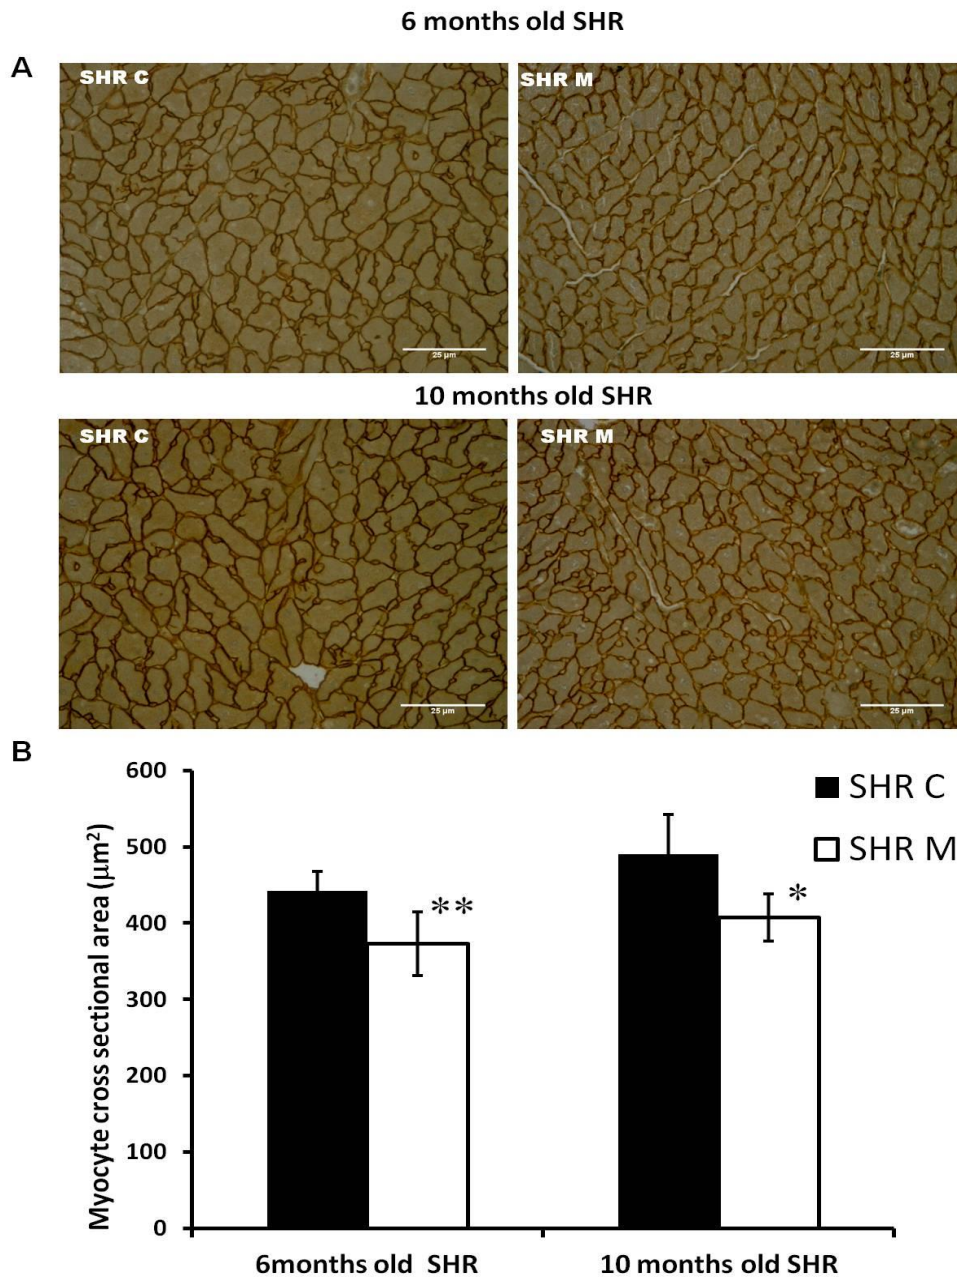 6 months old SHR
A
SHR C
SHR M
25 µm
25 µm
10 months old SHR
SHR C
SHR M
25 µm
25 µm
B
Myocyte cross sectional area (µm²)
600
500
400
300
200
100
0
SHR C
SHR M
**
*
6months old  SHR
10 months old SHR